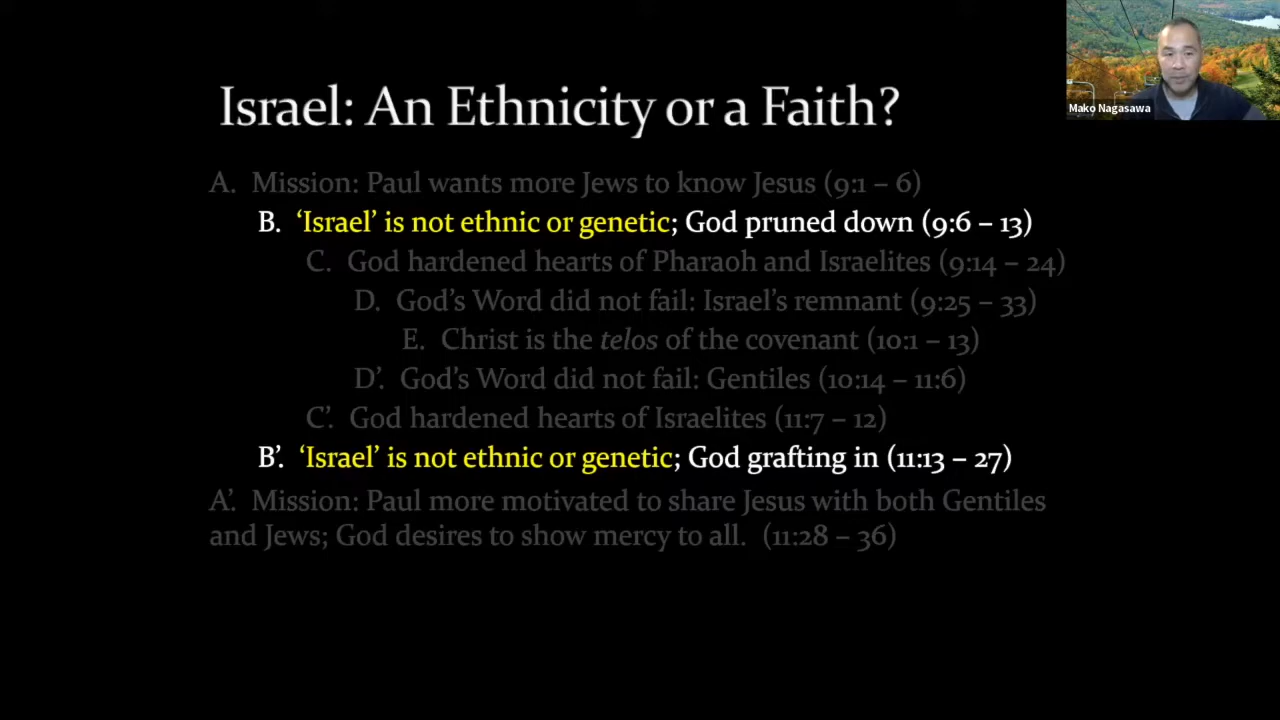 Israel: An Ethnicity or a Faith?
Mako Nagasawa
A. Mission: Paul wants more Jews to know Jesus (9:1 – 6)
B. ‘Israel’ is not ethnic or genetic; God pruned down (9:6 – 13)
C. God hardened hearts of Pharaoh and Israelites (9:14 – 24)
D. God’s Word did not fail: Israel’s remnant (9:25 – 33)
E. Christ is the telos of the covenant (10:1 – 13)
D’. God’s Word did not fail: Gentiles (10:14 – 11:6)
C’. God hardened hearts of Israelites (11:7 – 12)
B’. ‘Israel’ is not ethnic or genetic; God grafting in (11:13 – 27)
A’. Mission: Paul more motivated to share Jesus with both Gentiles
and Jews; God desires to show mercy to all. (11:28 – 36)